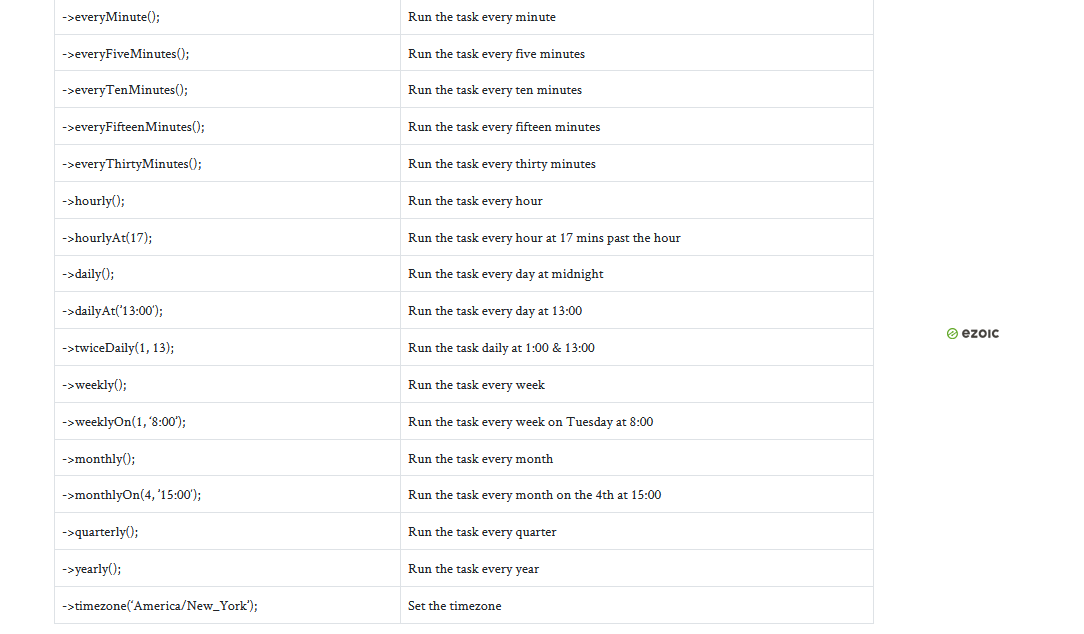 ->everyMinute(); Run the task every minute
->everyFiveMinutes(); Run the task every five minutes
->everyTenMinutes(); Run the task every ten minutes
->everyFifteenMinutes(); Run the task every fifteen minutes
->everyThirtyMinutes(); Run the task every thirty minutes
->hourly(); Run the task every hour
->hourlyAt(17); Run the task every hour at 17 mins past the hour
->daily(); Run the task every day at midnight
->dailyAt('13:00'); Run the task every day at 13:00
->twiceDaily(1, 13); Run the task daily at 1:00 & 13:00
->weekly(); Run the task every week
->weeklyOn(1, ‘8:00’); Run the task every week on Tuesday at 8:00
->monthly(); Run the task every month
->monthlyOn(4, ’15:00′); Run the task every month on the 4th at 15:00
->quarterly(); Run the task every quarter
->yearly(); Run the task every year
->timezone(‘America/New_York’); Set the timezone
ezoic